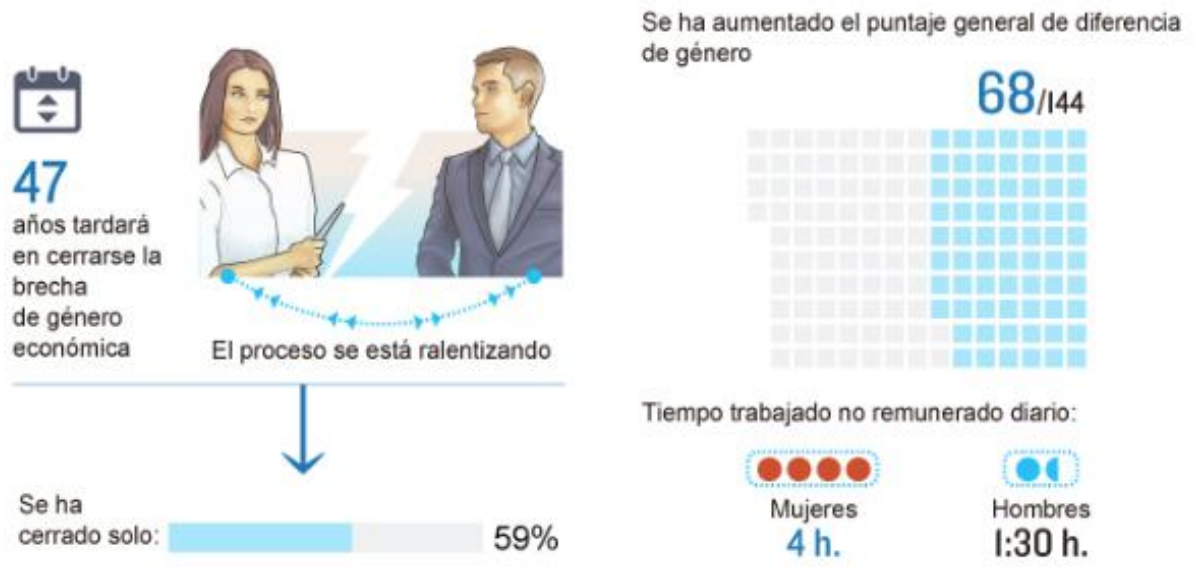 47
años tardará
en cerrarse la
brecha
de género
económica
El proceso se está ralentizando
Se ha
cerrado solo:
59%
Se ha aumentado el puntaje general de diferencia
de género
68/144
Tiempo trabajado no remunerado diario:
Mujeres
4 h.
Hombres
1:30 h.